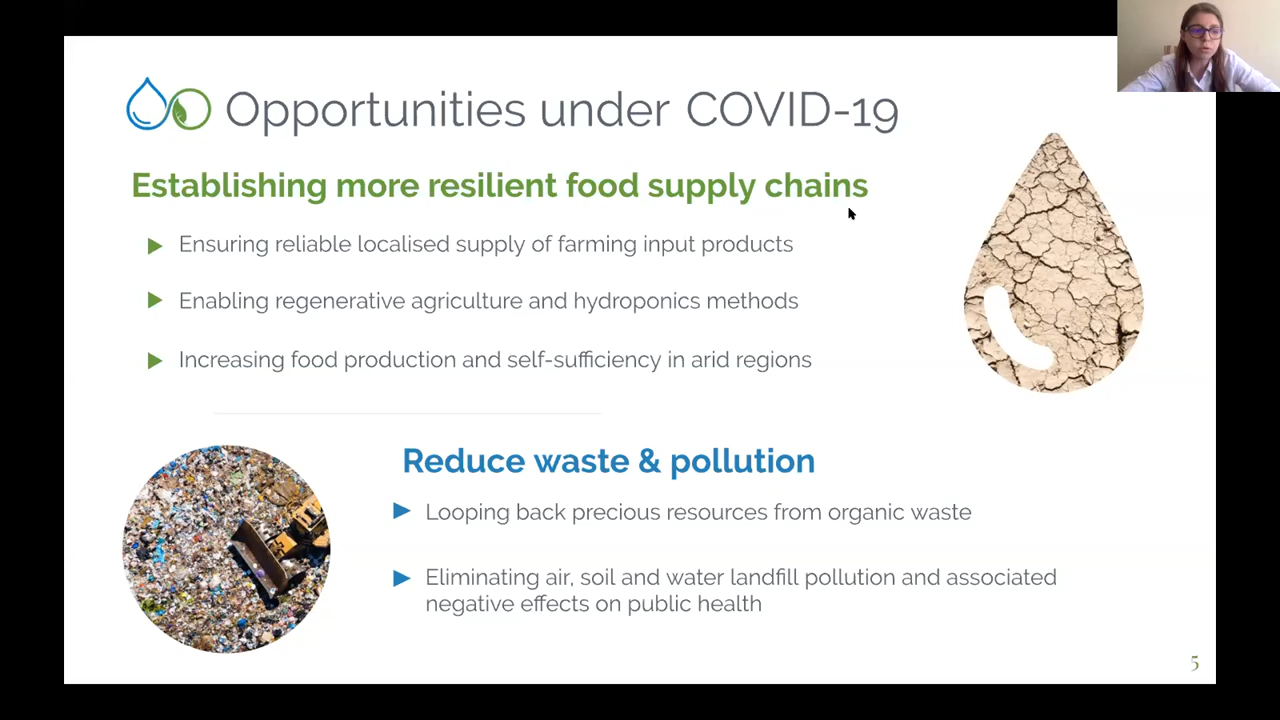 Opportunities under COVID-19
Establishing more resilient food supply chains
Ensuring reliable localised supply of farming input products
Enabling regenerative agriculture and hydroponics methods
Increasing food production and self-sufficiency in arid regions
Reduce waste & pollution
Looping back precious resources from organic waste
Eliminating air, soil and water landfill pollution and associated
negative effects on public health
5